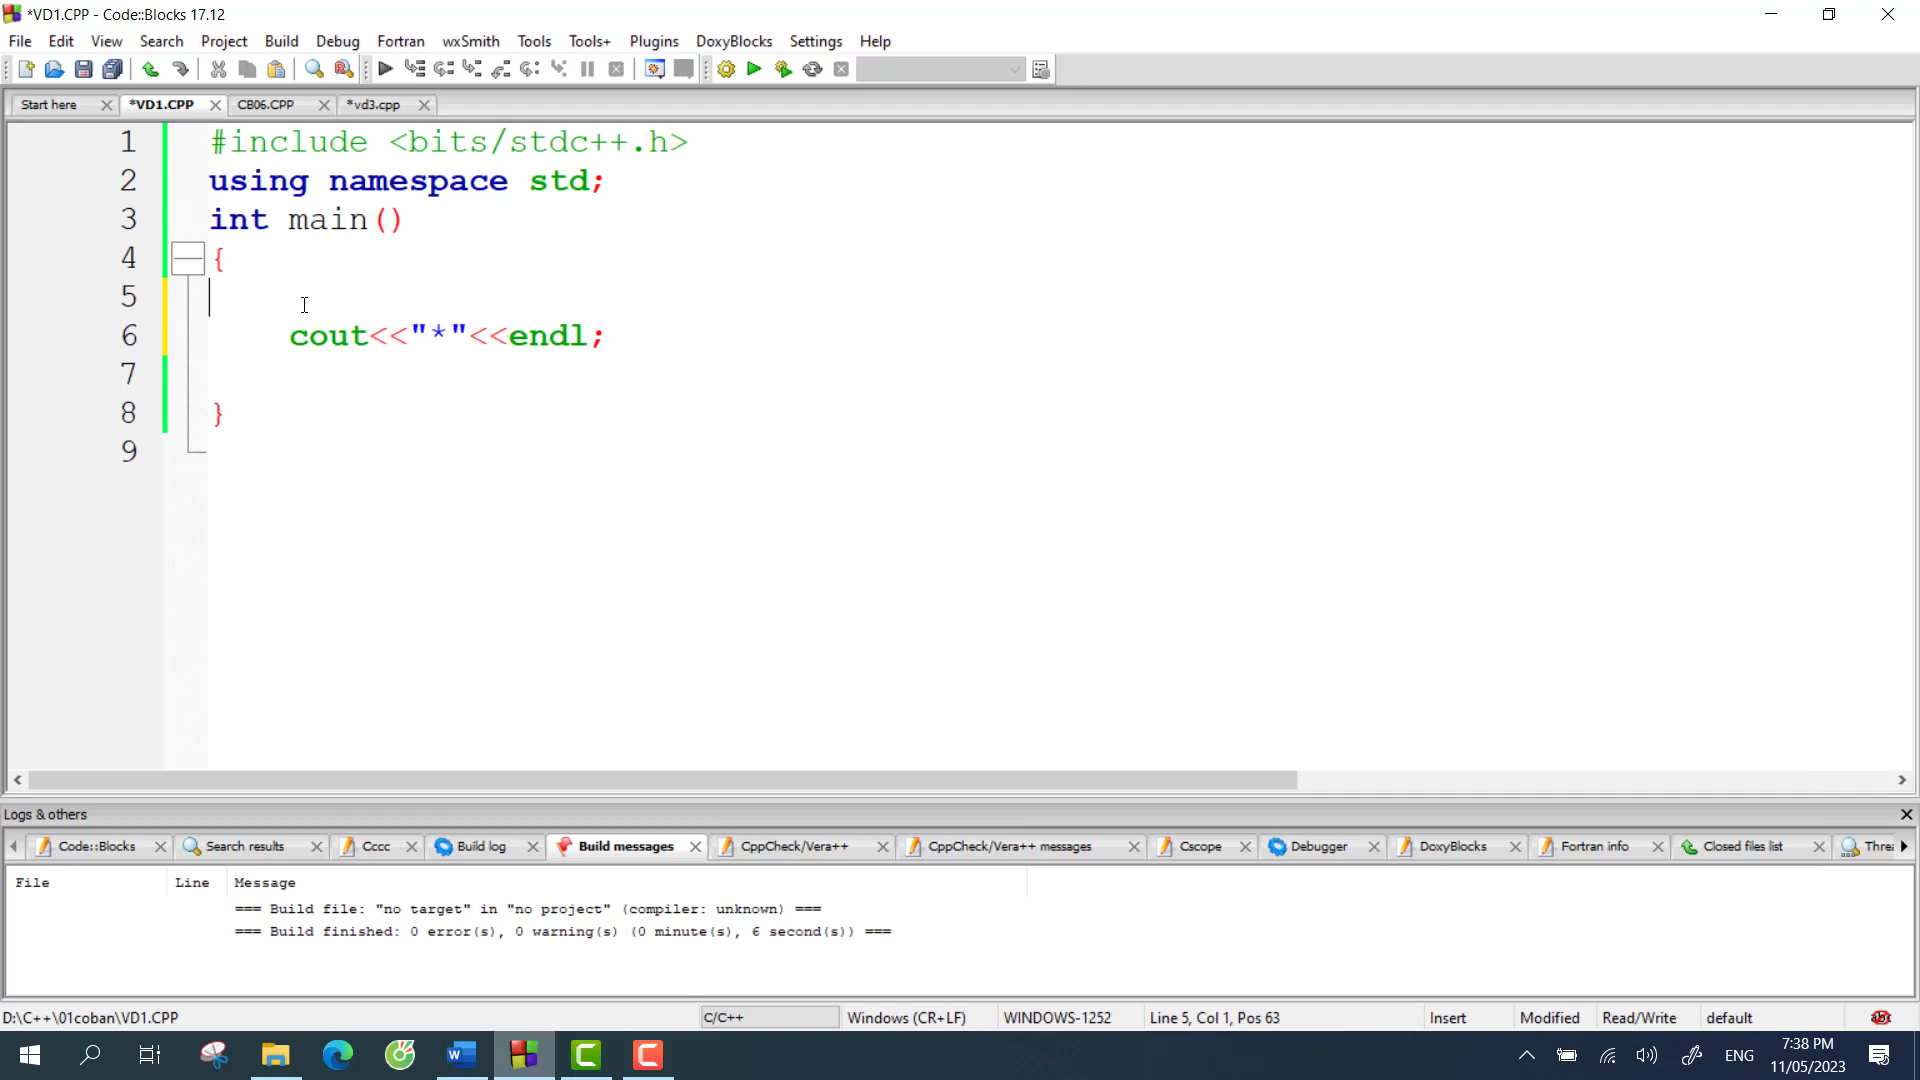 *VD1.CPP - Code::Blocks 17.12
File Edit View Search Project Build Debug Fortran wxSmith Tools Tools+ Plugins DoxyBlocks Settings Help
Start here *VD1.CPP CB06.CPP *vd3.cpp
1 #include <bits/stdc++.h>
2 using namespace std;
3 int main()
4 {
5
6 cout<<"*"<<endl;
7
8 }
9
Logs & others
Code::Blocks Search results Cccc Build log Build messages CppCheck/Vera++ CppCheck/Vera++ messages Cscope Debugger DoxyBlocks Fortran info Closed files list Threa
File Line Message
=== Build file: "no target" in "no project" (compiler: unknown) ===
=== Build finished: 0 error(s), 0 warning(s) (0 minute(s), 6 second(s)) ===
D:\C++\01coban\VD1.CPP C/C++ Windows (CR+LF) WINDOWS-1252 Line 5, Col 1, Pos 63 Insert Modified Read/Write default
ENG 7:38 PM
11/05/2023